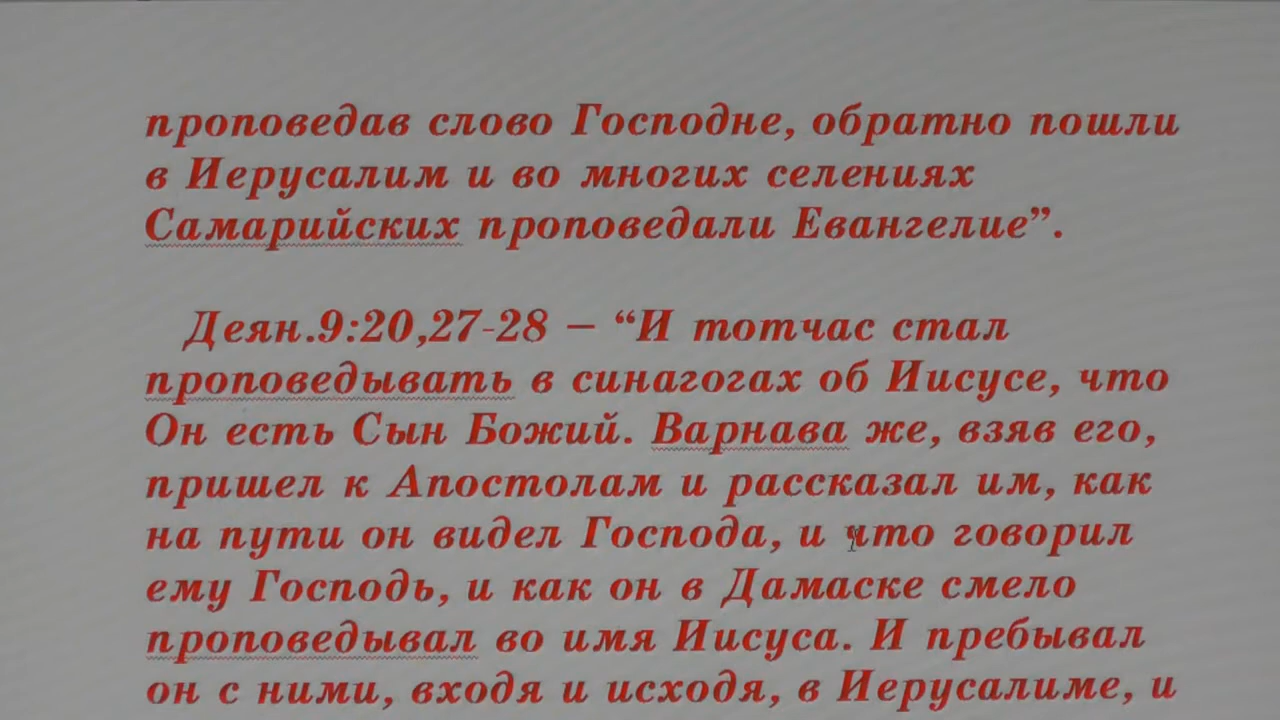 проповедав слово Господне, обратно пошли
в Иерусалим и во многих селениях
Самарийских проповедали Евангелие”.
Деян.9:20,27-28 – “И тотчас стал
проповедывать в синагогах об Иисусе, что
Он есть Сын Божий. Варнава же, взяв его,
пришел к Апостолам и рассказал им, как
на пути он видел Господа, и что говорил
ему Господь, и как он в Дамаске смело
проповедывал во имя Иисуса. И пребывал
он с ними, входя и исходя, в Иерусалиме, и